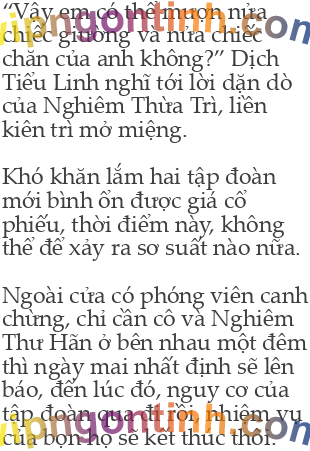 “Vậy em có thể mượn nửa
chiếc giường và nửa chiếc
chăn của anh không?” Dịch
Tiểu Linh nghĩ tới lời dặn dò
của Nghiêm Thừa Trì, liền
kiên trì mở miệng.
Khó khăn lắm hai tập đoàn
mới bình ổn được giá cổ
phiếu, thời điểm này, không
thể để xảy ra sơ suất nào nữa.
Ngoài cửa có phóng viên canh
chừng, chỉ cần cô và Nghiêm
Thư Hãn ở bên nhau một đêm
thì ngày mai nhất định sẽ lên
báo, đến lúc đó, nguy cơ của
tập đoàn qua đi rồi, nhiệm vụ
của bọn họ sẽ kết thúc thôi.
vipngontinh.com
vipngontinh.com